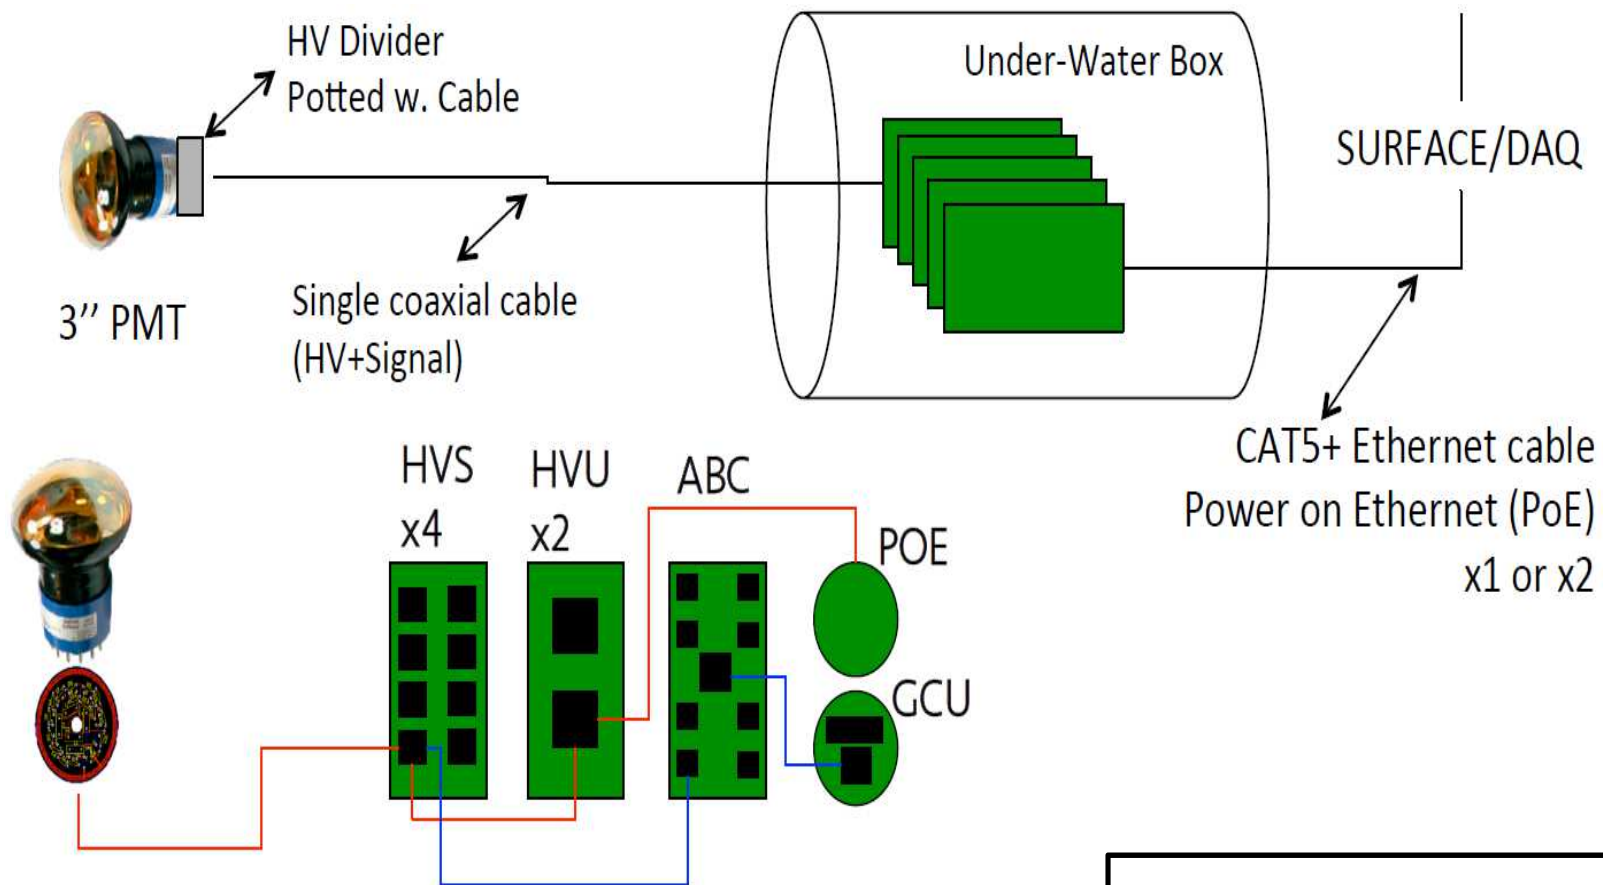 HV Divider
Potted w. Cable
Under-Water Box
SURFACE/DAQ
3’’ PMT
Single coaxial cable
(HV+Signal)
CAT5+ Ethernet cable
Power on Ethernet (PoE)
x1 or x2
HVS
x4
HVU
x2
ABC
POE
GCU